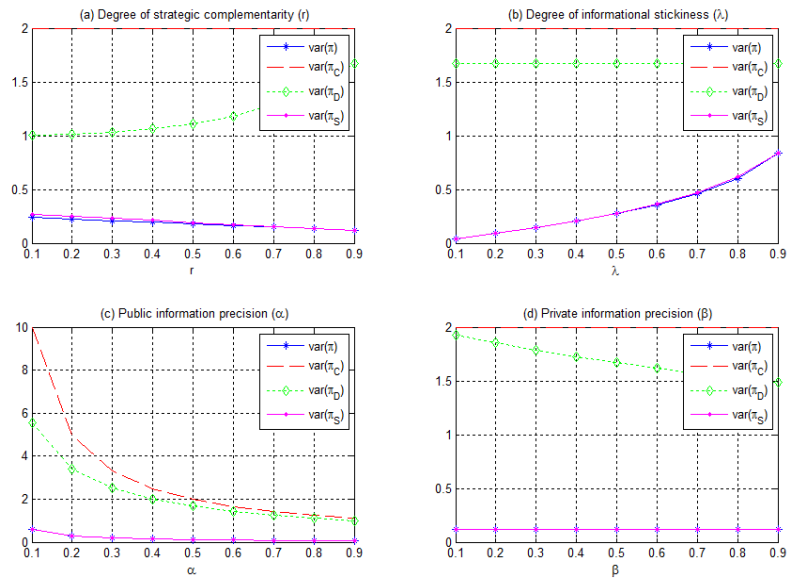 (a) Degree of strategic complementarity (r)
2
1.5
1
0.5
0
0.1 0.2 0.3 0.4 0.5 0.6 0.7 0.8 0.9
r
var(π)
var(π_C)
var(π_D)
var(π_S)
(b) Degree of informational stickiness (λ)
2
1.5
1
0.5
0
0.1 0.2 0.3 0.4 0.5 0.6 0.7 0.8 0.9
λ
var(π)
var(π_C)
var(π_D)
var(π_S)
(c) Public information precision (α)
10
8
6
4
2
0
0.1 0.2 0.3 0.4 0.5 0.6 0.7 0.8 0.9
α
var(π)
var(π_C)
var(π_D)
var(π_S)
(d) Private information precision (β)
2
1.5
1
0.5
0
0.1 0.2 0.3 0.4 0.5 0.6 0.7 0.8 0.9
β
var(π)
var(π_C)
var(π_D)
var(π_S)